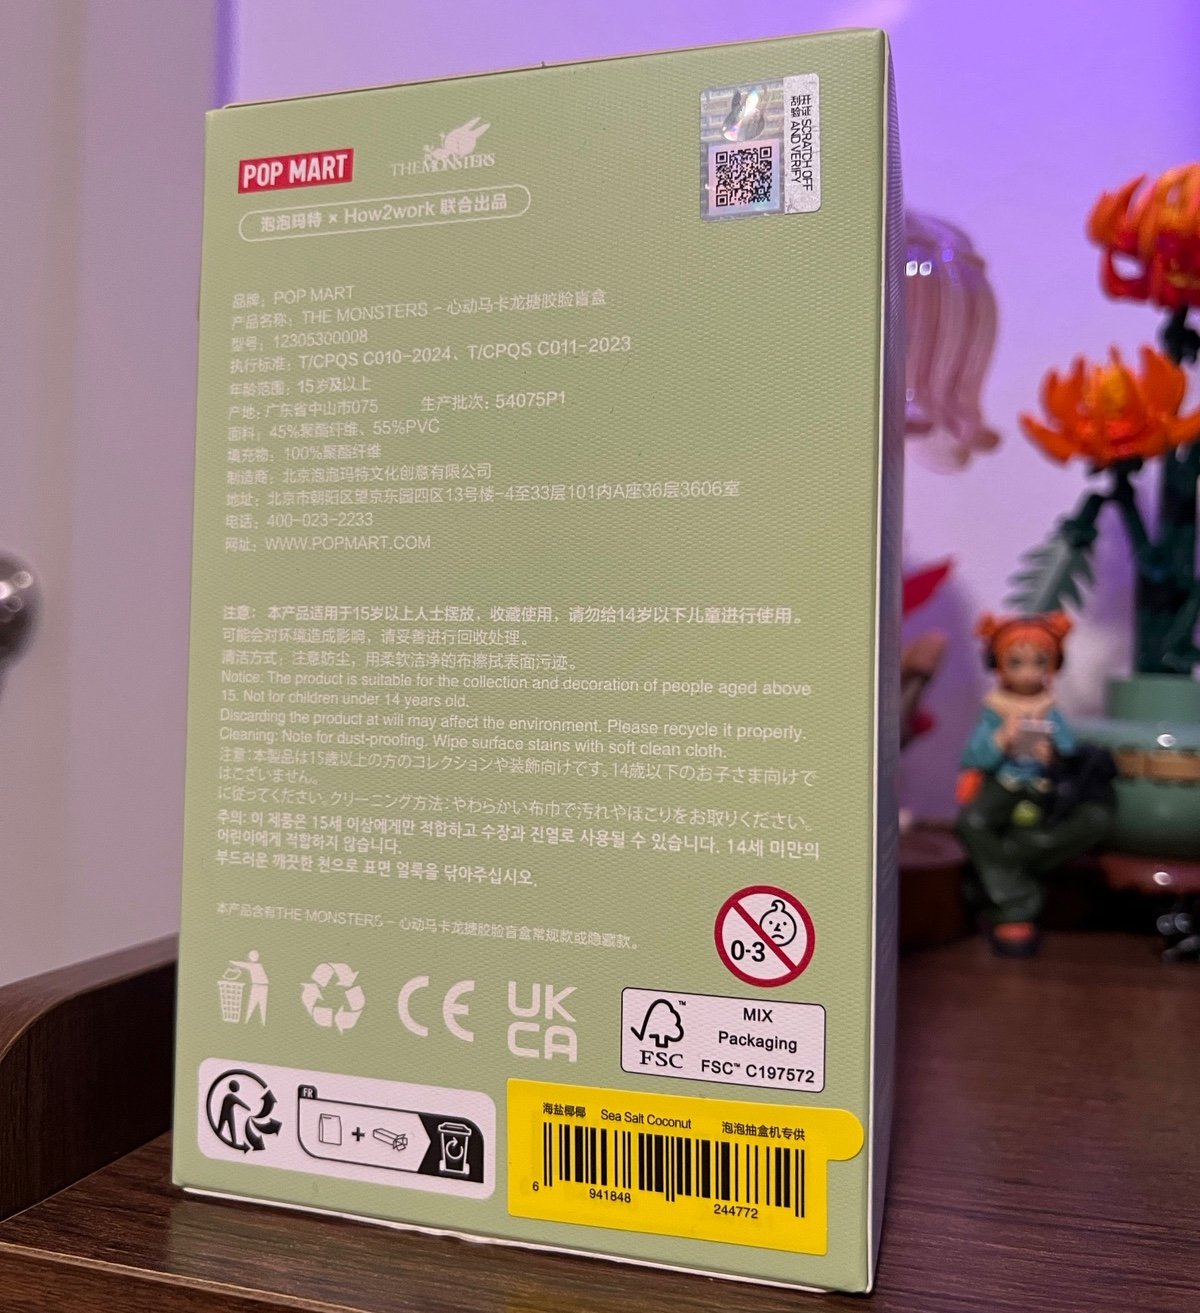 POP MART
THE MONSTERS
泡泡玛特 × How2work 联合出品
刮开验证 SCRATCH OFF AND VERIFY
品牌：POP MART
产品名称：THE MONSTERS - 心动马卡龙搪胶脸盲盒
型号：12305300008
执行标准：T/CPQS C010-2024、T/CPQS C011-2023
年龄范围：15岁及以上
产地：广东省中山市075 生产批次：54075P1
面料：45%聚酯纤维、55%PVC
填充物：100%聚酯纤维
制造商：北京泡泡玛特文化创意有限公司
地址：北京市朝阳区望京东园四区13号楼-4至33层101内A座36层3606室
电话：400-023-2233
网址：WWW.POPMART.COM
注意：本产品适用于15岁以上人士摆放，收藏使用，请勿给14岁以下儿童进行使用。
可能会对环境造成影响，请妥善进行回收处理。
清洁方式：注意防尘，用柔软洁净的布擦拭表面污迹。
Notice: The product is suitable for the collection and decoration of people aged above
15. Not for children under 14 years old.
Discarding the product at will may affect the environment. Please recycle it properly.
Cleaning: Note for dust-proofing. Wipe surface stains with soft clean cloth.
注意：本製品は15歳以上の方のコレクションや装飾向けです。14歳以下のお子さま向けで
はございません。
に従ってください。クリーニング方法：やわらかい布巾で汚れやほこりをお取りください。
주의: 이 제품은 15세 이상에게만 적합하고 수장과 진열로 사용될 수 있습니다. 14세 미만의
어린이에게 적합하지 않습니다.
부드러운 깨끗한 천으로 표면 얼룩을 닦아주십시오.
本产品含有THE MONSTERS - 心动马卡龙搪胶脸盲盒常规款或隐藏款。
0-3
CE
UK
CA
FSC™
MIX
Packaging
FSC™ C197572
FR
+
海盐椰椰 Sea Salt Coconut 泡泡抽盒机专供
6 941848 244772